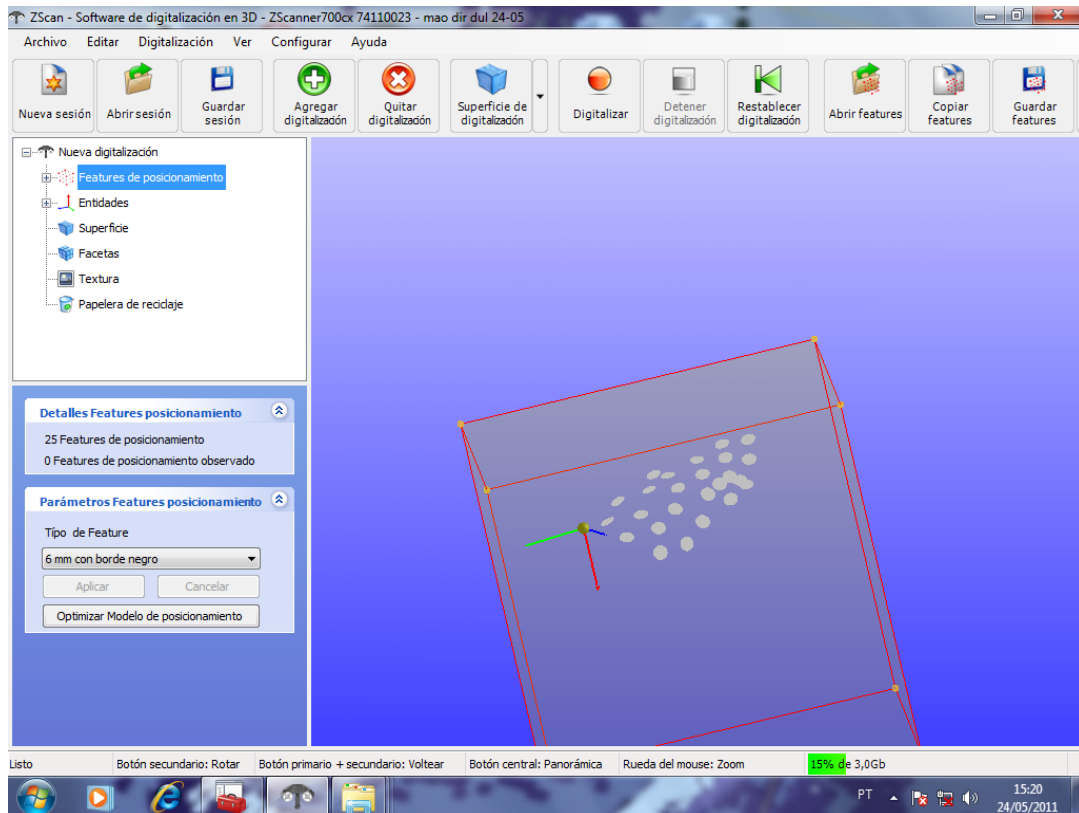 ZScan - Software de digitalización en 3D - ZScanner700cx 74110023 - mao dir dul 24-05
Archivo Editar Digitalización Ver Configurar Ayuda
Nueva sesión
Abrir sesión
Guardar
sesión
Agregar
digitalización
Quitar
digitalización
Superficie de
digitalización
Digitalizar
Detener
digitalización
Restablecer
digitalización
Abrir features
Copiar
features
Guardar
features
Nueva digitalización
Features de posicionamiento
Entidades
Superficie
Facetas
Textura
Papelera de reciclaje
Detalles Features posicionamiento
25 Features de posicionamiento
0 Features de posicionamiento observado
Parámetros Features posicionamiento
Típo de Feature
6 mm con borde negro
Aplicar Cancelar
Optimizar Modelo de posicionamiento
Listo Botón secundario: Rotar Botón primario + secundario: Voltear Botón central: Panorámica Rueda del mouse: Zoom 15% de 3,0Gb
PT 15:20
24/05/2011